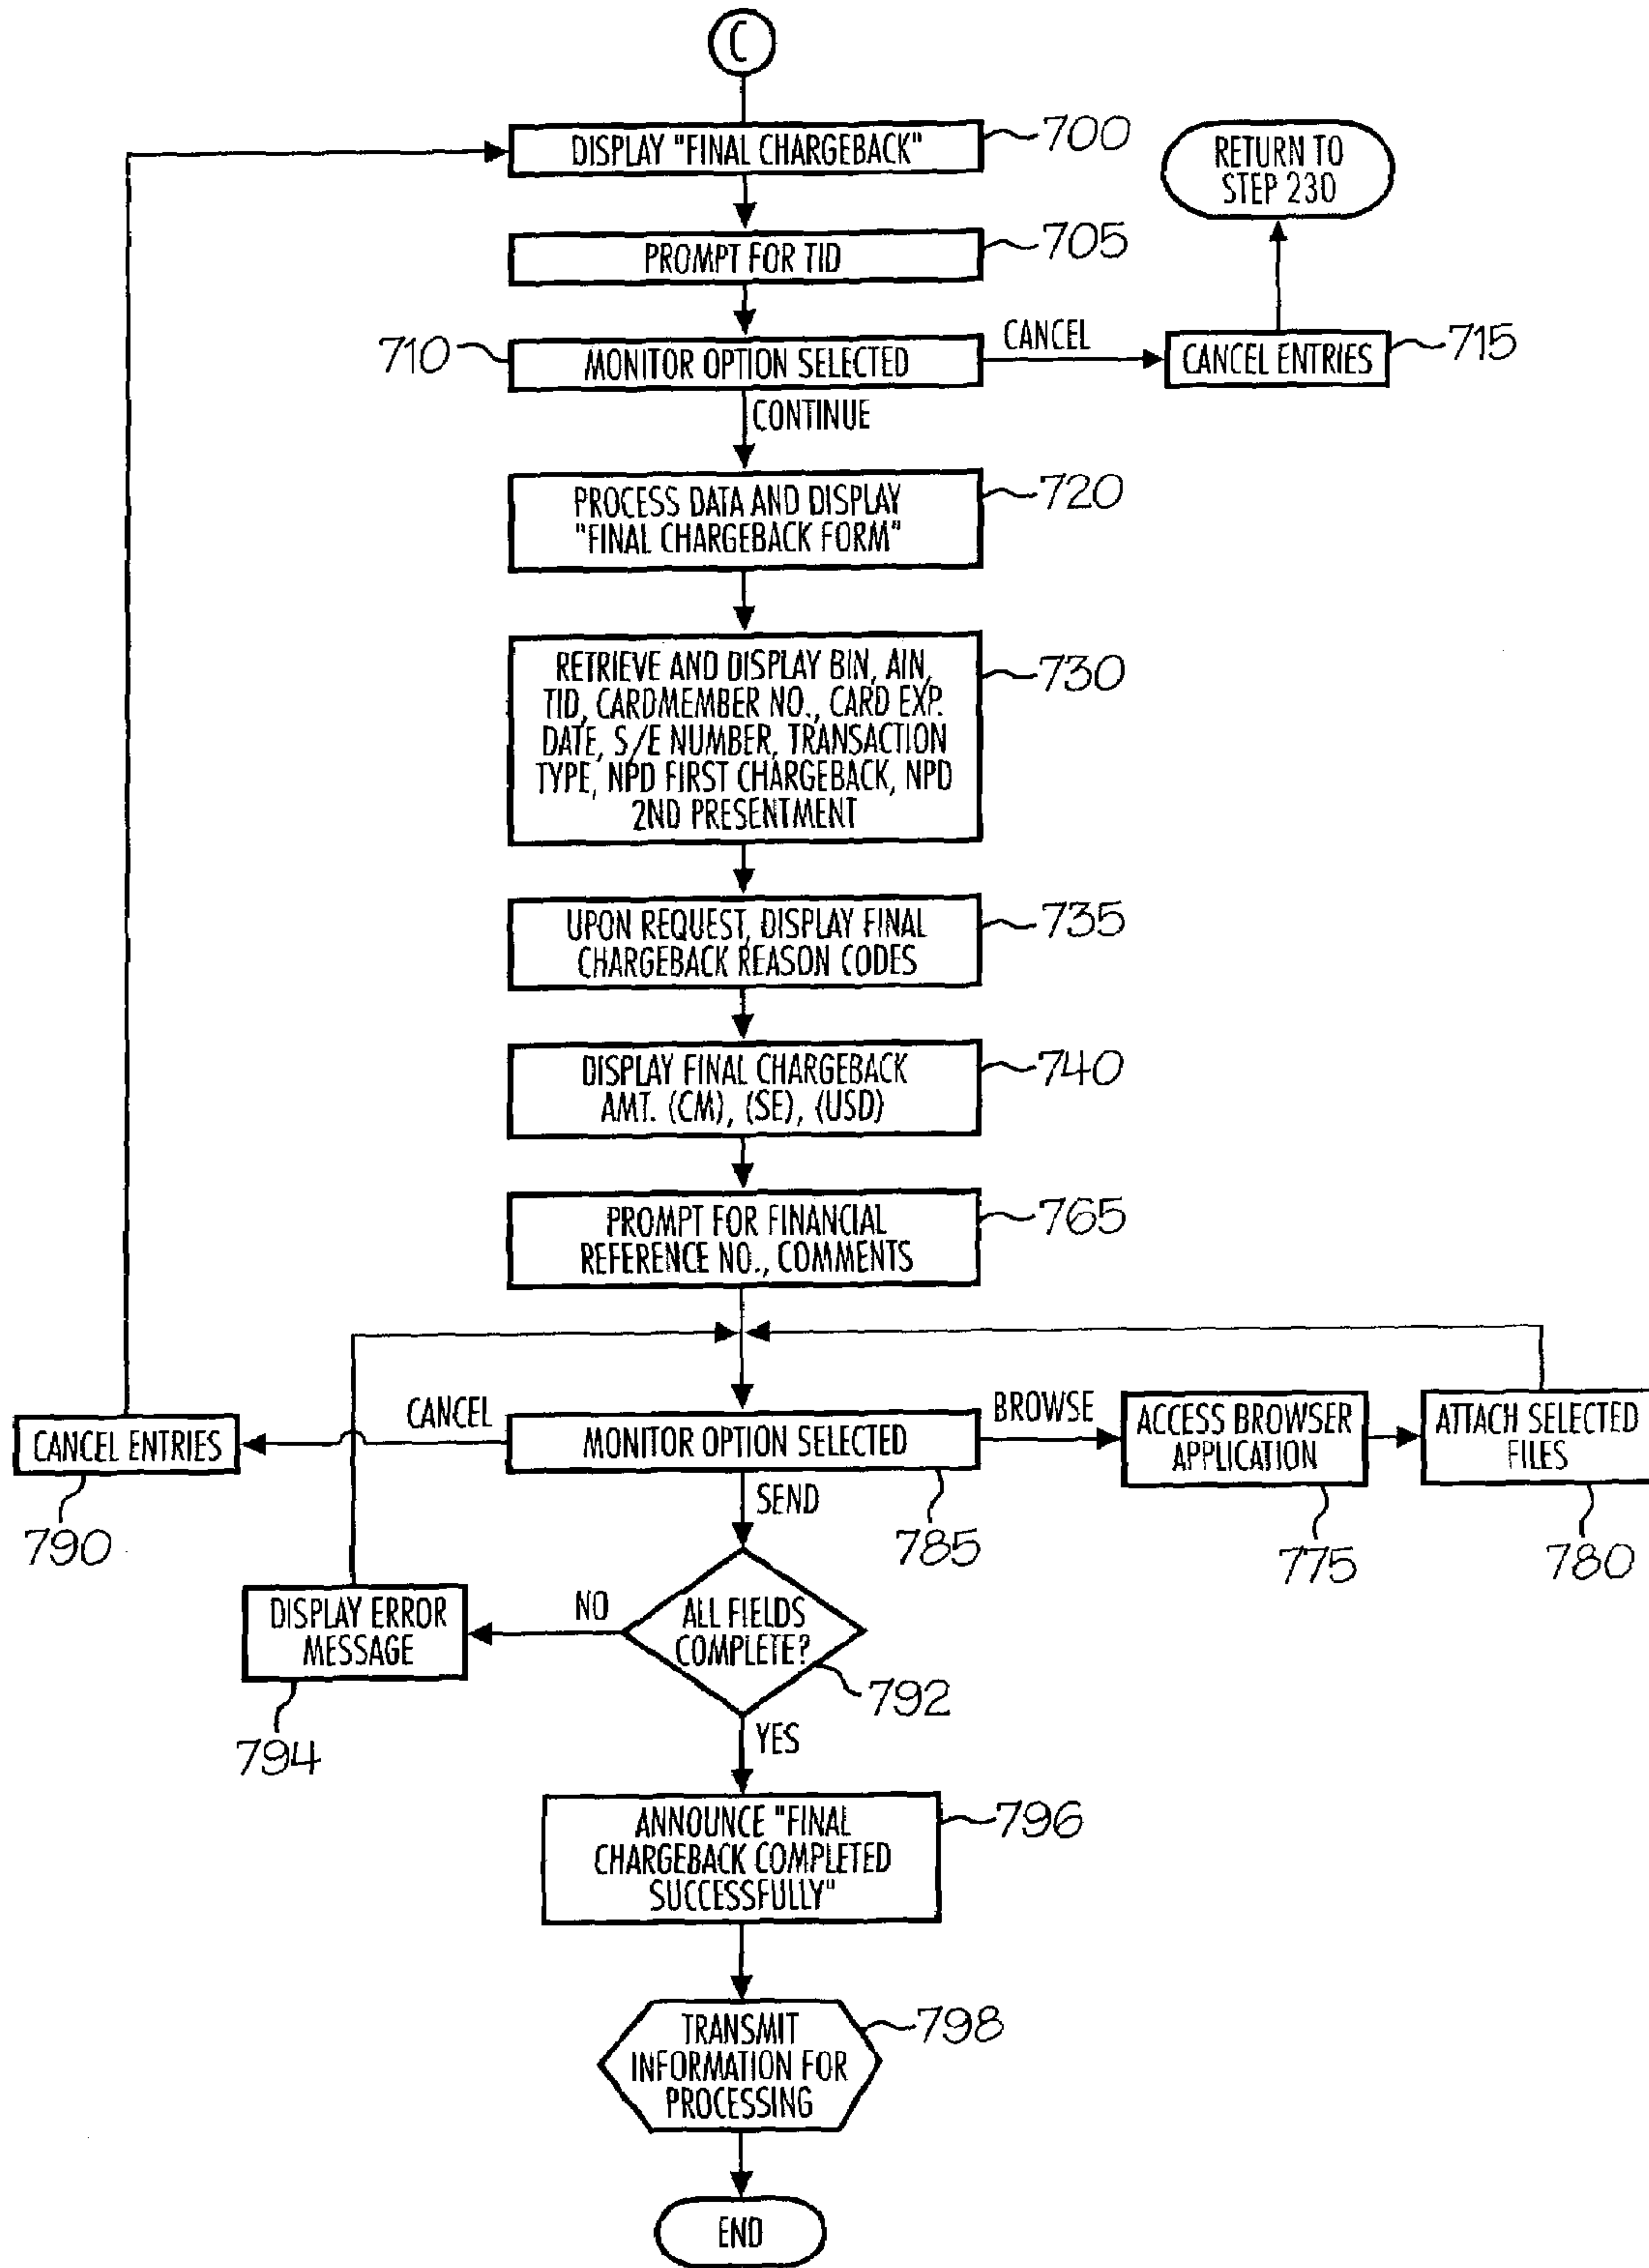 C
DISPLAY "FINAL CHARGEBACK"
700
RETURN TO
STEP 230
PROMPT FOR TID
705
710
MONITOR OPTION SELECTED
CANCEL
CANCEL ENTRIES
715
CONTINUE
PROCESS DATA AND DISPLAY
"FINAL CHARGEBACK FORM"
720
RETRIEVE AND DISPLAY BIN, AIN,
TID, CARDMEMBER NO., CARD EXP.
DATE, S/E NUMBER, TRANSACTION
TYPE, NPD FIRST CHARGEBACK, NPD
2ND PRESENTMENT
730
UPON REQUEST, DISPLAY FINAL
CHARGEBACK REASON CODES
735
DISPLAY FINAL CHARGEBACK
AMT. (CM), (SE), (USD)
740
PROMPT FOR FINANCIAL
REFERENCE NO., COMMENTS
765
CANCEL ENTRIES
790
CANCEL
MONITOR OPTION SELECTED
785
BROWSE
ACCESS BROWSER
APPLICATION
775
ATTACH SELECTED
FILES
780
SEND
DISPLAY ERROR
MESSAGE
794
NO
ALL FIELDS
COMPLETE?
792
YES
ANNOUNCE "FINAL
CHARGEBACK COMPLETED
SUCCESSFULLY"
796
TRANSMIT
INFORMATION FOR
PROCESSING
798
END